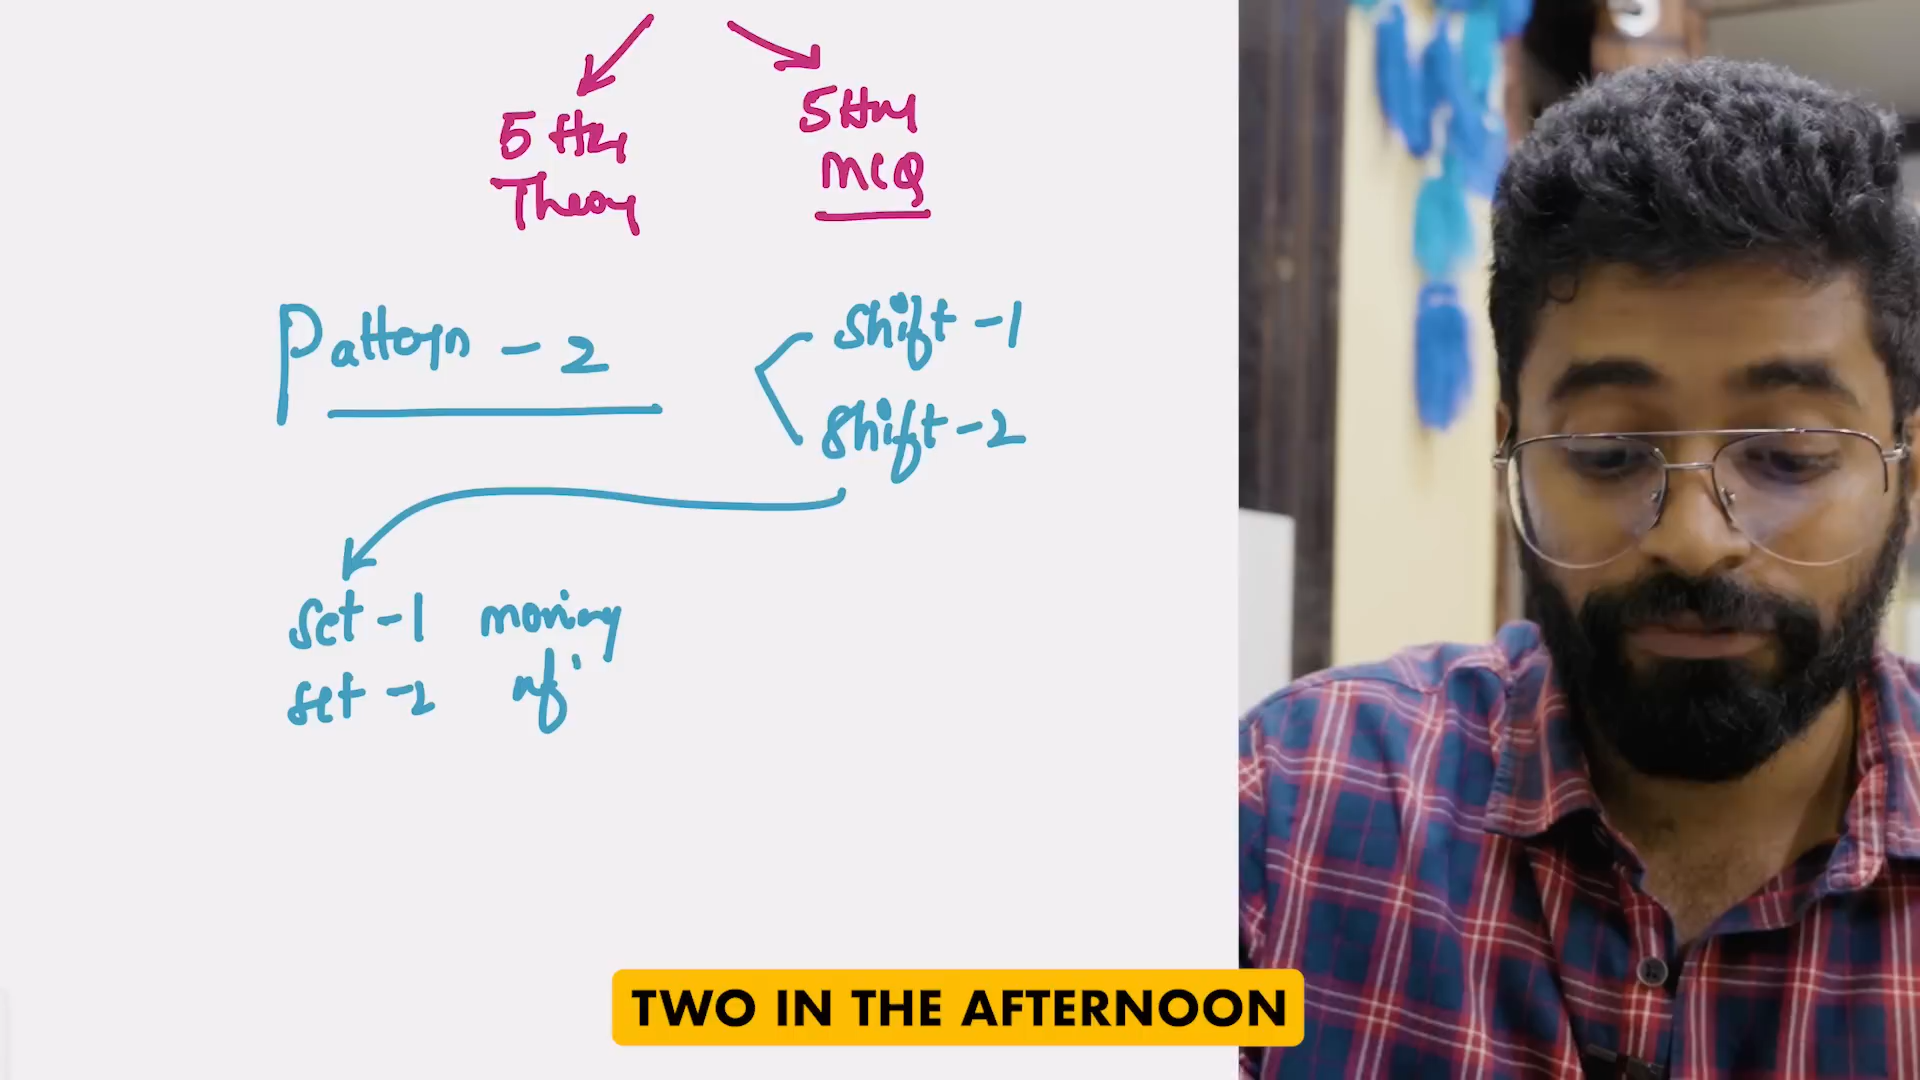 5 Hrs
Theory
5 Hrs
MCQ
Pattern - 2
Shift - 1
Shift - 2
Set - 1 morning
Set - 2 af
TWO IN THE AFTERNOON